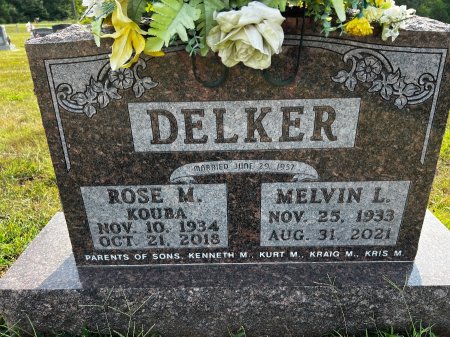 DELKER
MARRIED JUNE 29, 1957
ROSE M.
KOUBA
NOV. 10, 1934
OCT. 21, 2018
MELVIN L.
NOV. 25, 1933
AUG. 31, 2021
PARENTS OF SONS, KENNETH M., KURT M., KRAIG M., KRIS M.